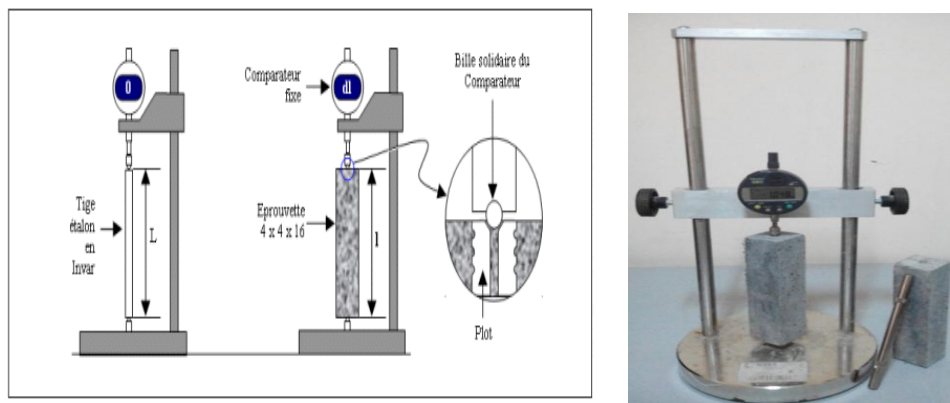 0
Comparateur
fixe
dl
Bille solidaire du
Comparateur
Tige
étalon
en
Invar
L
Eprouvette
4 x 4 x 16
l
Plot